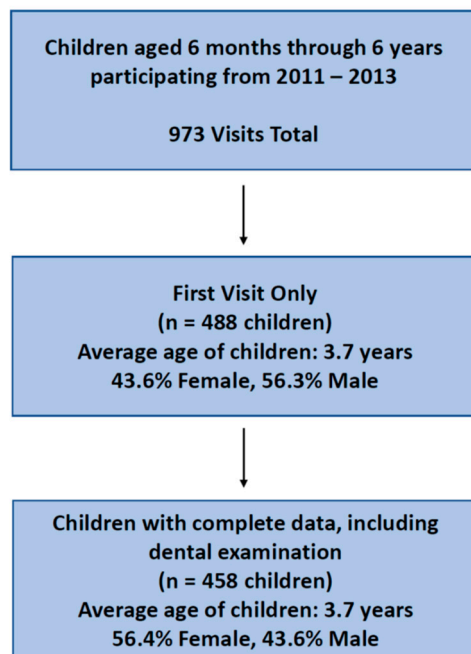 Children aged 6 months through 6 years
participating from 2011 – 2013
973 Visits Total
First Visit Only
(n = 488 children)
Average age of children: 3.7 years
43.6% Female, 56.3% Male
Children with complete data, including
dental examination
(n = 458 children)
Average age of children: 3.7 years
56.4% Female, 43.6% Male